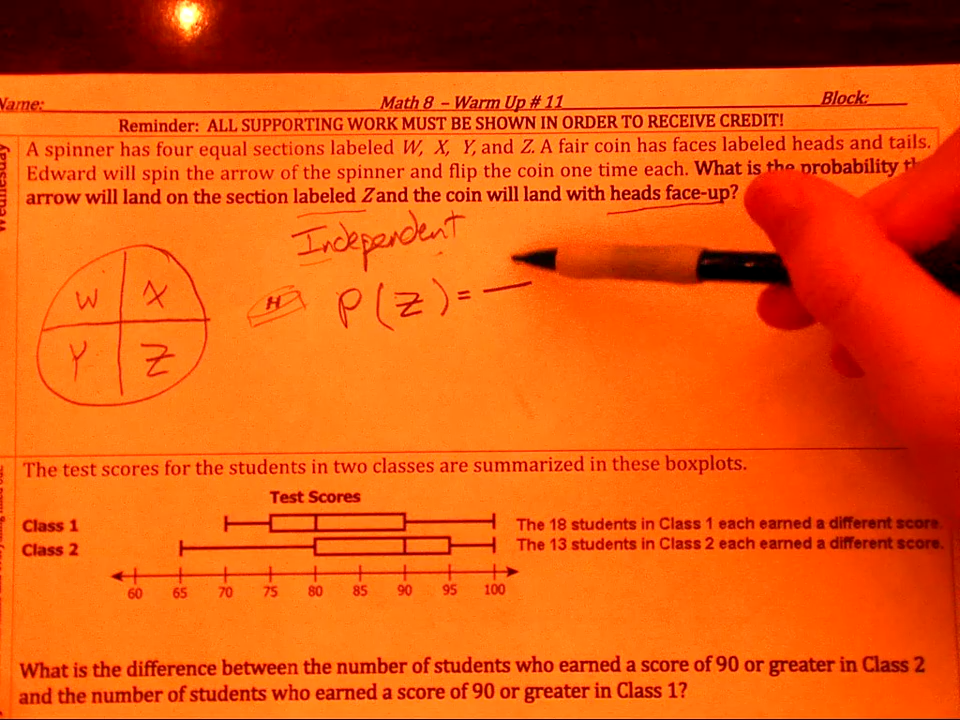 Name:
Math 8 – Warm Up # 11
Block:
Reminder: ALL SUPPORTING WORK MUST BE SHOWN IN ORDER TO RECEIVE CREDIT!
Wednesday
A spinner has four equal sections labeled W, X, Y, and Z. A fair coin has faces labeled heads and tails.
Edward will spin the arrow of the spinner and flip the coin one time each. What is the probability
arrow will land on the section labeled Z and the coin will land with heads face-up?
Independent
W X
Y Z
H
P(Z) =
The test scores for the students in two classes are summarized in these boxplots.
Test Scores
Class 1
The 18 students in Class 1 each earned a different score.
Class 2
The 13 students in Class 2 each earned a different score.
60 65 70 75 80 85 90 95 100
What is the difference between the number of students who earned a score of 90 or greater in Class 2
and the number of students who earned a score of 90 or greater in Class 1?